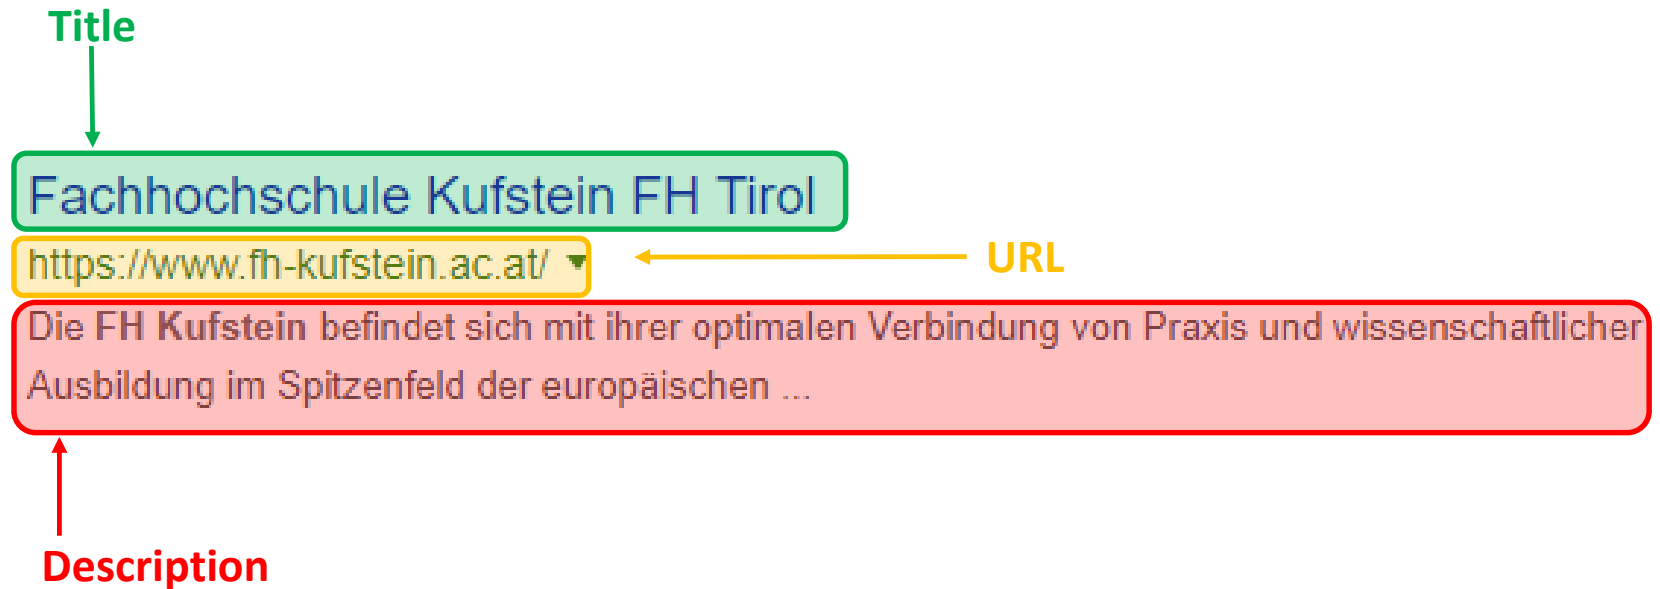 Title
Fachhochschule Kufstein FH Tirol
https://www.fh-kufstein.ac.at/
URL
Die FH Kufstein befindet sich mit ihrer optimalen Verbindung von Praxis und wissenschaftlicher
Ausbildung im Spitzenfeld der europäischen ...
Description